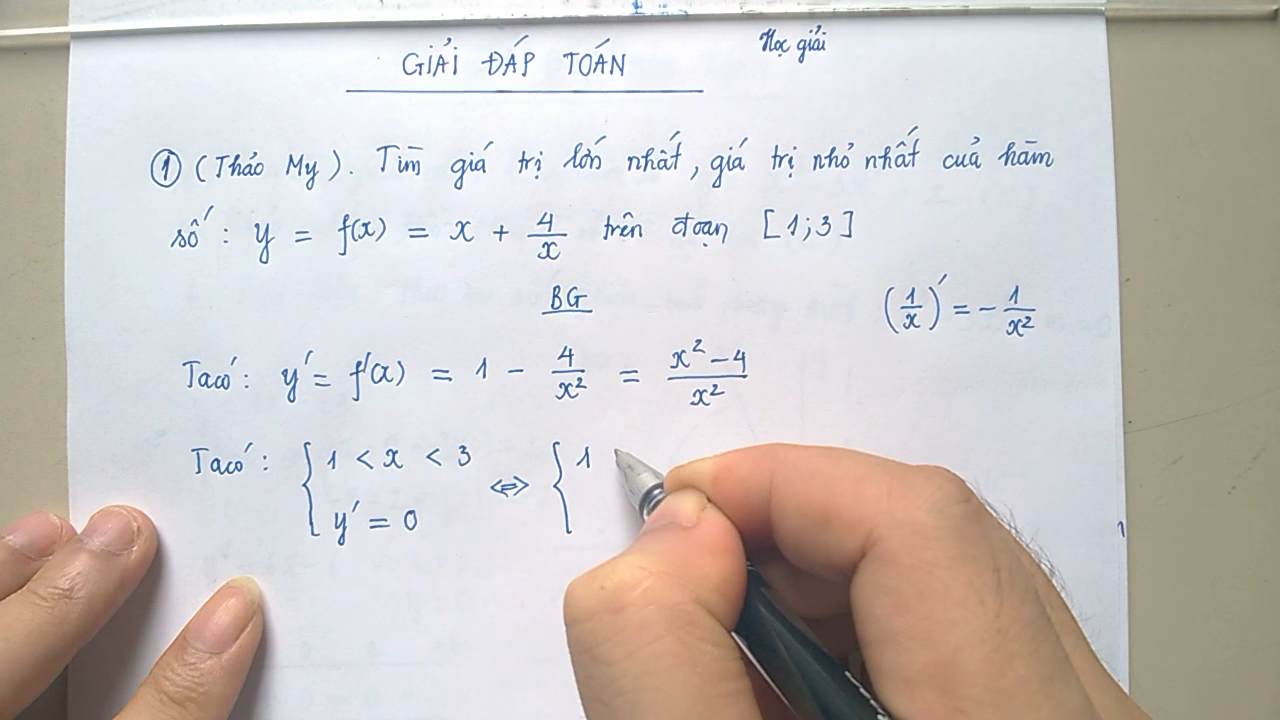 GIẢI ĐÁP TOÁN
Học giải
① (Thảo My). Tìm giá trị lớn nhất, giá trị nhỏ nhất của hàm
số: y = f(x) = x + 4/x trên đoạn [1;3]
BG
(1/x)' = - 1/x²
Ta có: y' = f'(x) = 1 - 4/x² = (x² - 4)/x²
Ta có: { 1 < x < 3 ⇔ { 1
y' = 0